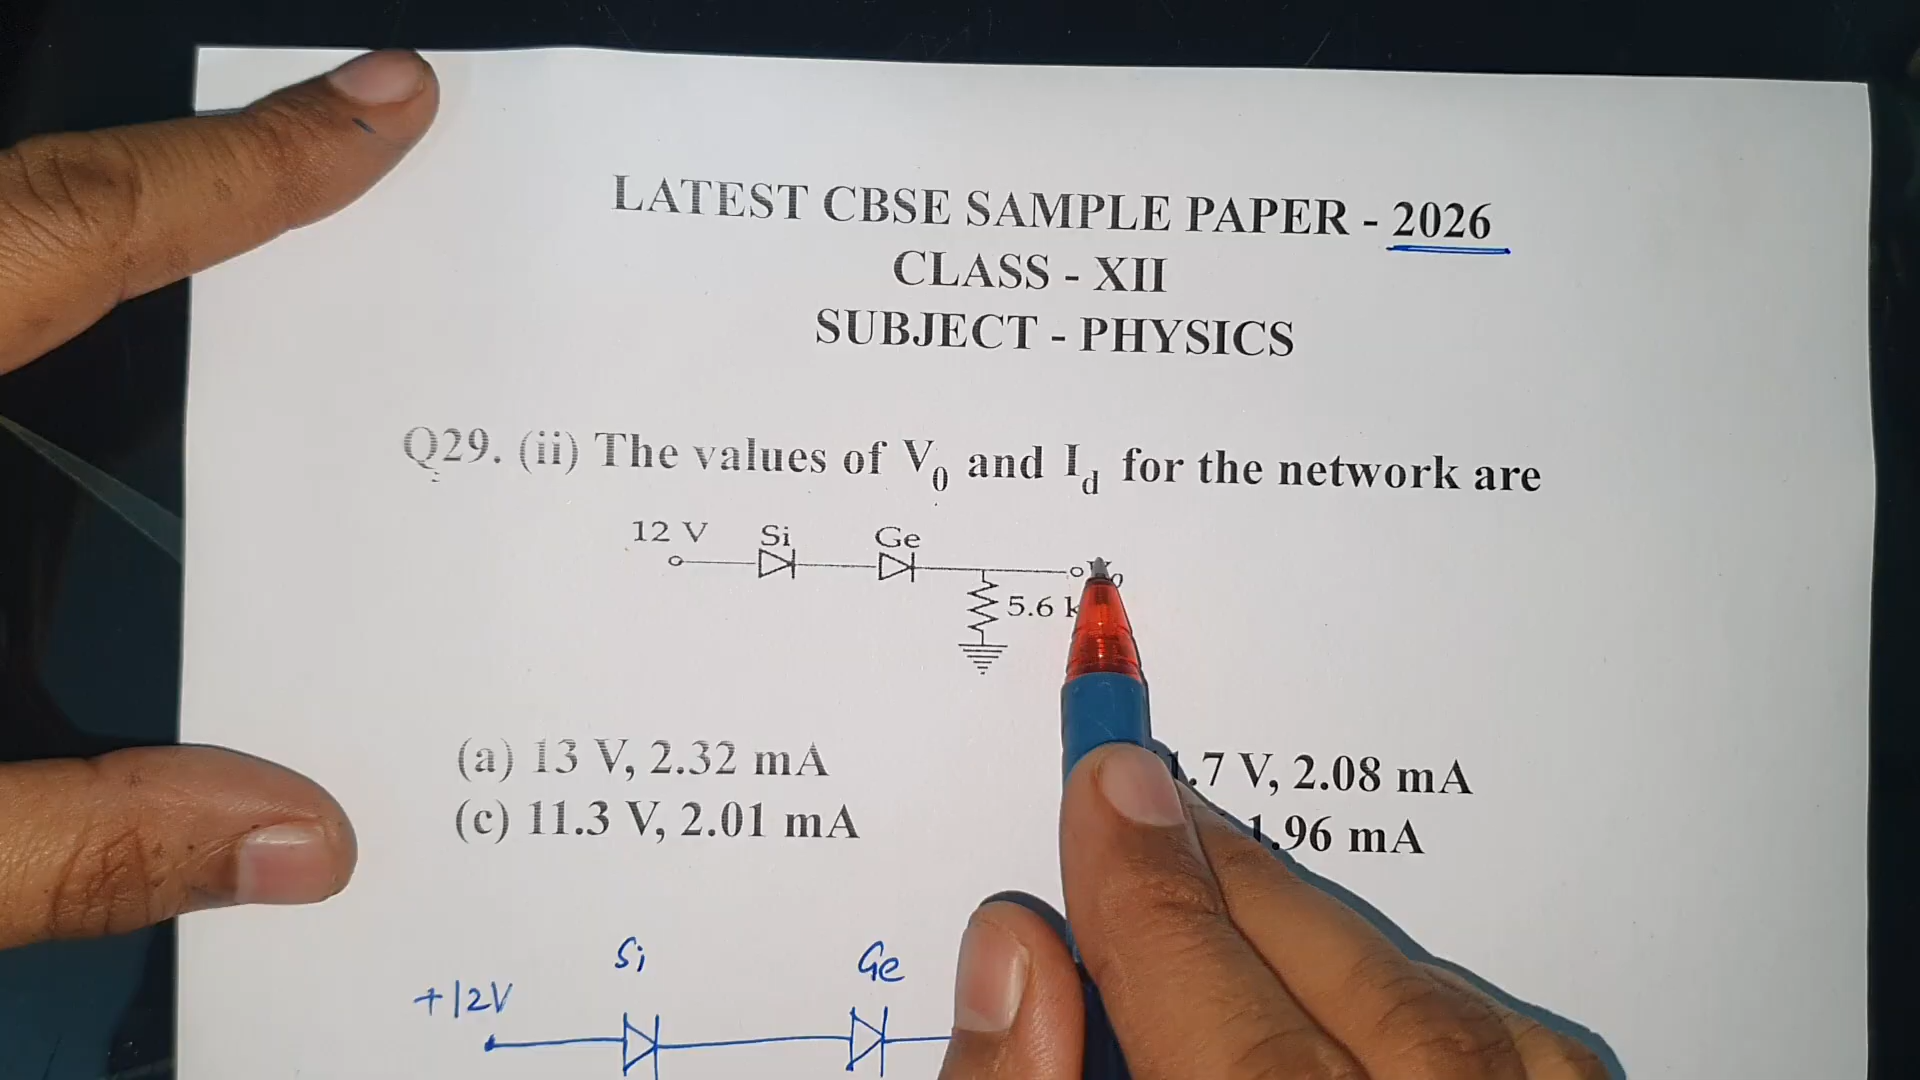 LATEST CBSE SAMPLE PAPER - 2026
CLASS - XII
SUBJECT - PHYSICS
Q29. (ii) The values of V0 and Id for the network are
12 V Si Ge
5.6
(a) 13 V, 2.32 mA .7 V, 2.08 mA
(c) 11.3 V, 2.01 mA 1.96 mA
Si Ge
+12V